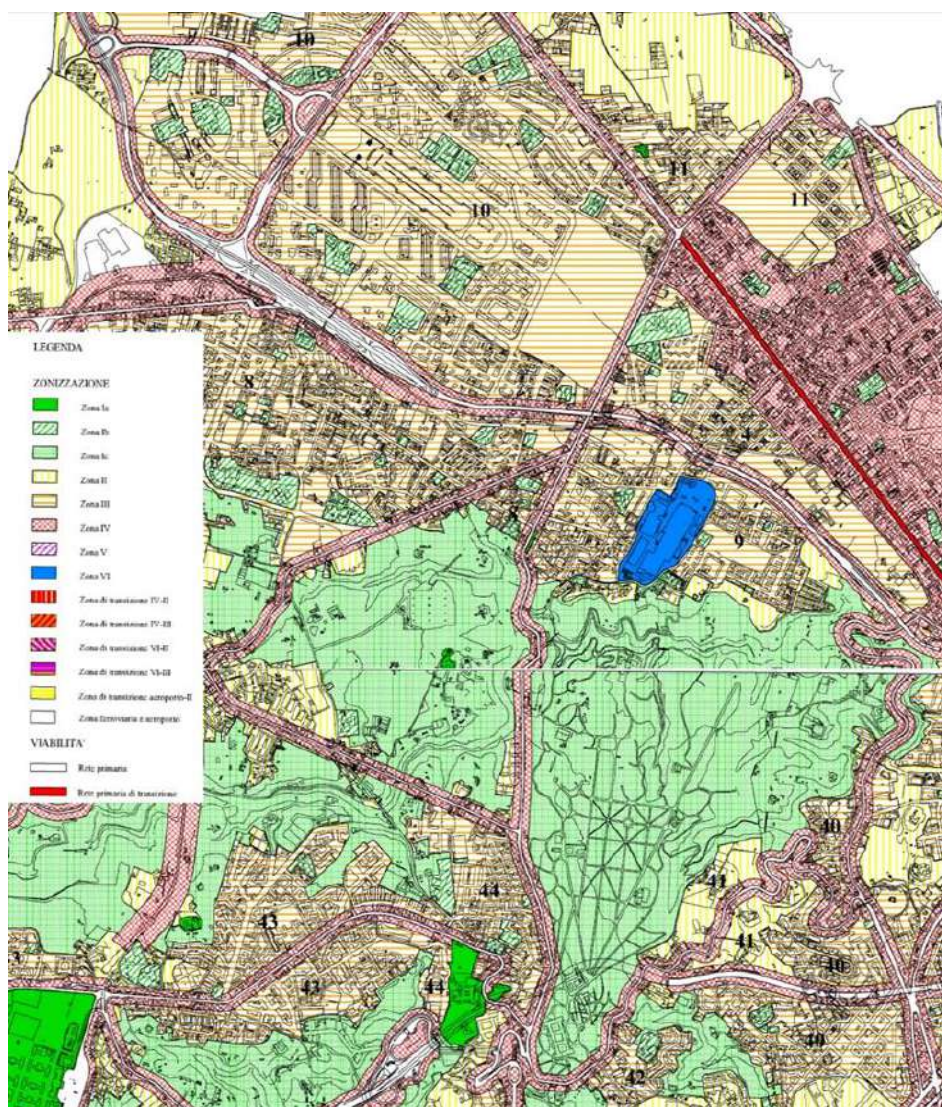 10
11
10
11
LEGENDA
ZONIZZAZIONE
Zona Ia
Zona Ib
Zona Ic
Zona II
Zona III
Zona IV
Zona V
Zona VI
Zona di transizione IV-II
Zona di transizione IV-III
Zona di transizione VI-II
Zona di transizione VI-III
Zona di transizione aeroporto-II
Zona ferroviaria e aeroporto
VIABILITA'
Rete primaria
Rete primaria di transizione
8
8
9
40
41
44
43
41
3
43
44
40
40
42